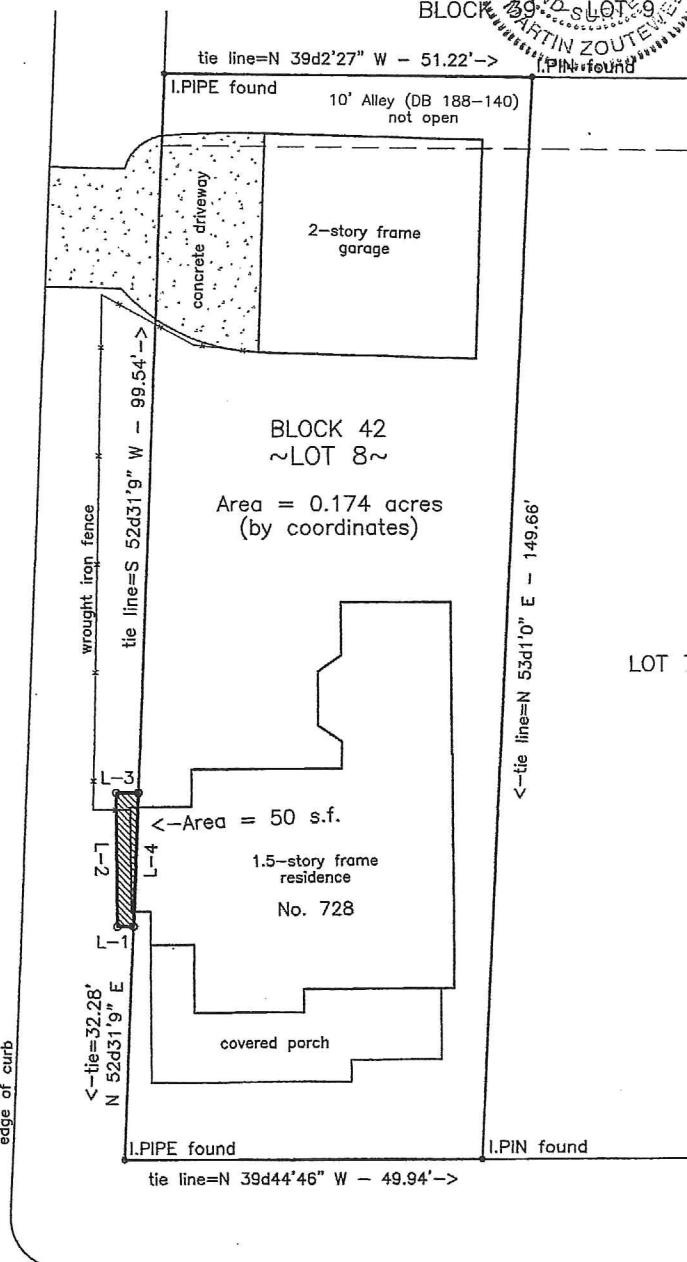 BLOCK 39 - LOT 9
MARTIN
tie line=N 39d2'27" W - 51.22'->
I.PIPE found
I.PIN found
10' Alley (DB 188-140)
not open
concrete driveway
2-story frame
garage
tie line=S 52d31'9" W - 99.54'->
wrought iron fence
BLOCK 42
~LOT 8~
Area = 0.174 acres
(by coordinates)
<-tie line=N 53d1'0" E - 149.66'
LOT 7
L-3
<-Area = 50 s.f.
L-2
L-4
1.5-story frame
residence
No. 728
L-1
<-tie=32.28'
N 52d31'9" E
covered porch
edge of curb
I.PIPE found
I.PIN found
tie line=N 39d44'46" W - 49.94'->